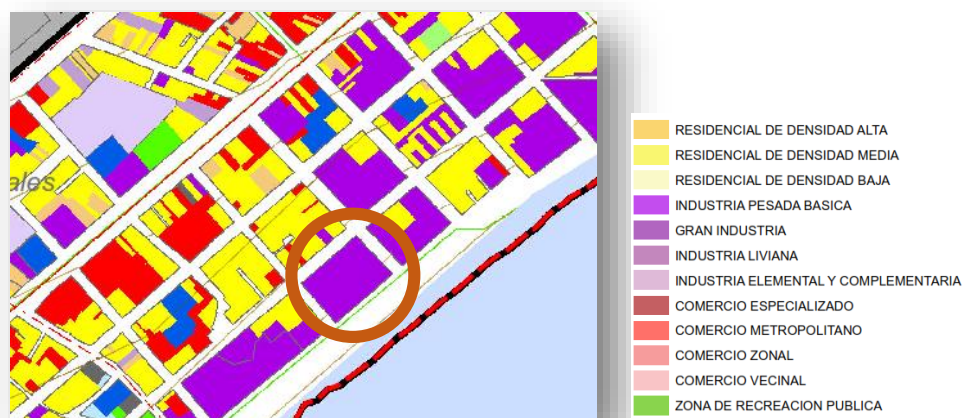 ales
RESIDENCIAL DE DENSIDAD ALTA
RESIDENCIAL DE DENSIDAD MEDIA
RESIDENCIAL DE DENSIDAD BAJA
INDUSTRIA PESADA BASICA
GRAN INDUSTRIA
INDUSTRIA LIVIANA
INDUSTRIA ELEMENTAL Y COMPLEMENTARIA
COMERCIO ESPECIALIZADO
COMERCIO METROPOLITANO
COMERCIO ZONAL
COMERCIO VECINAL
ZONA DE RECREACION PUBLICA